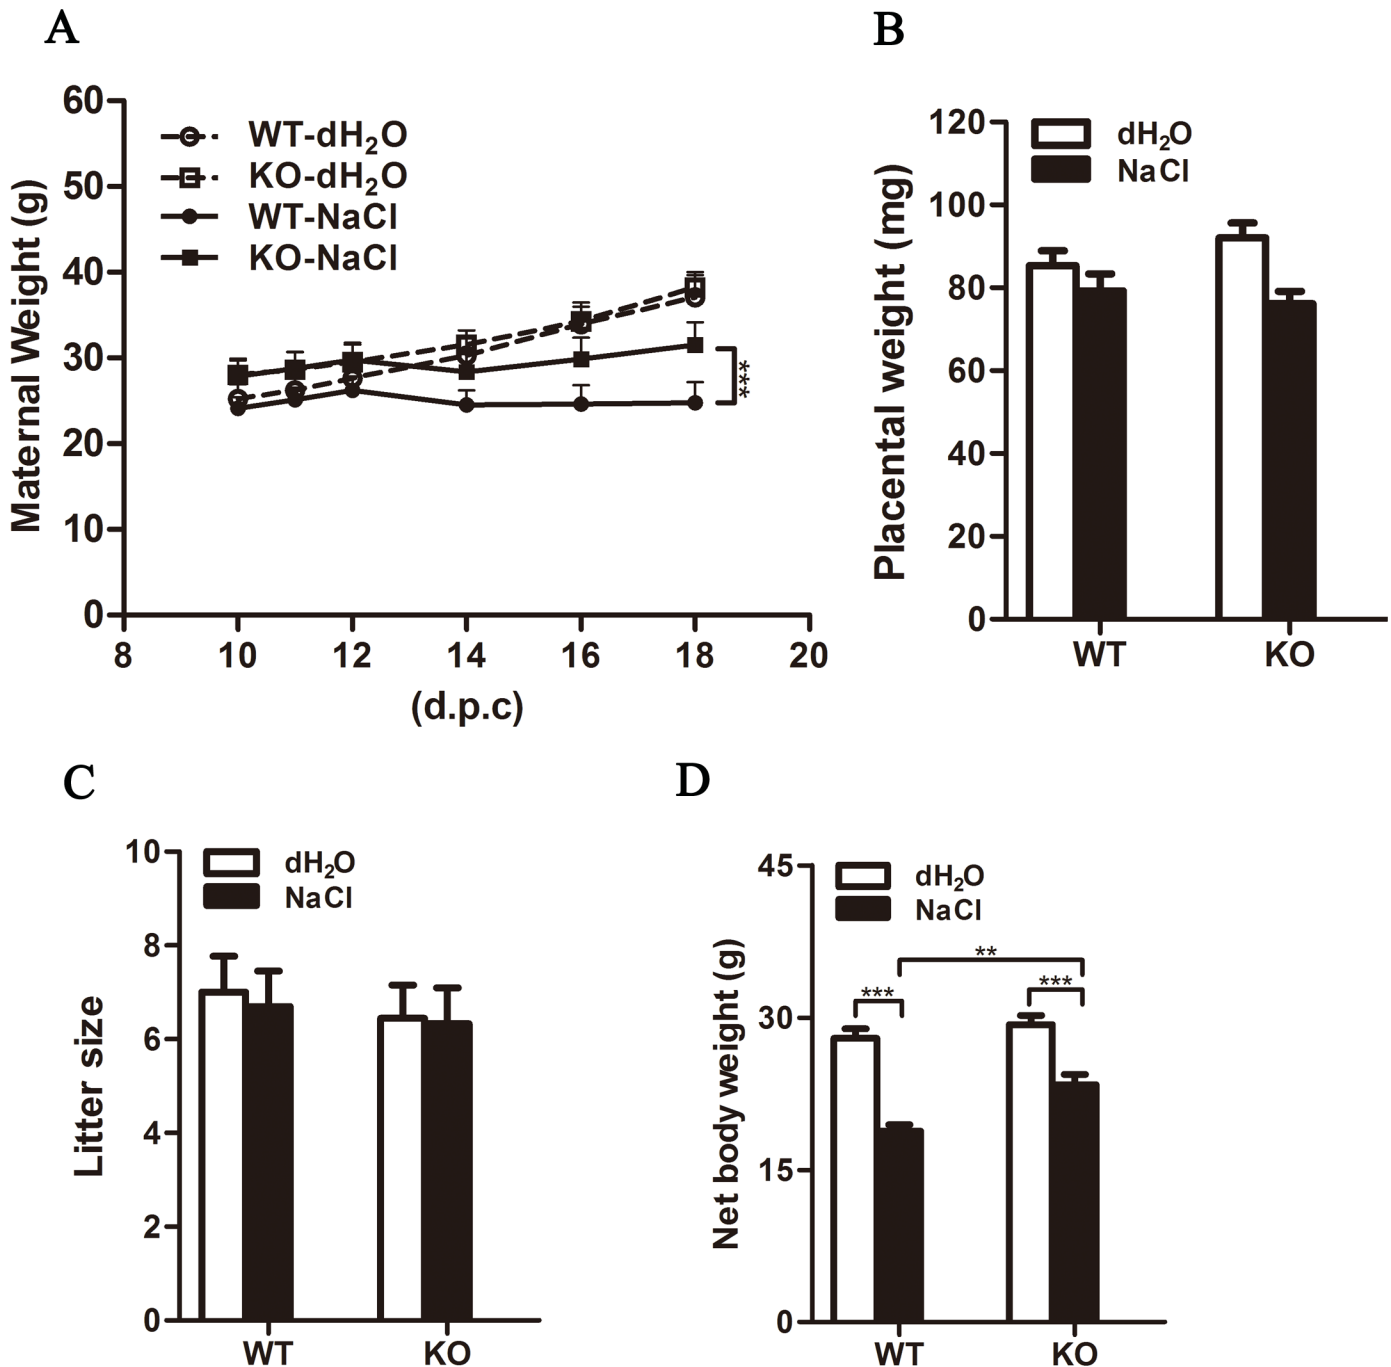 A
Maternal Weight (g)
60
50
40
30
20
10
0
8
10
12
14
16
18
20
(d.p.c)
WT-dH₂O
KO-dH₂O
WT-NaCl
KO-NaCl
***
B
Placental weight (mg)
120
100
80
60
40
20
0
dH₂O
NaCl
WT
KO
C
Litter size
10
8
6
4
2
0
dH₂O
NaCl
WT
KO
D
Net body weight (g)
45
30
15
0
dH₂O
NaCl
**
***
***
WT
KO